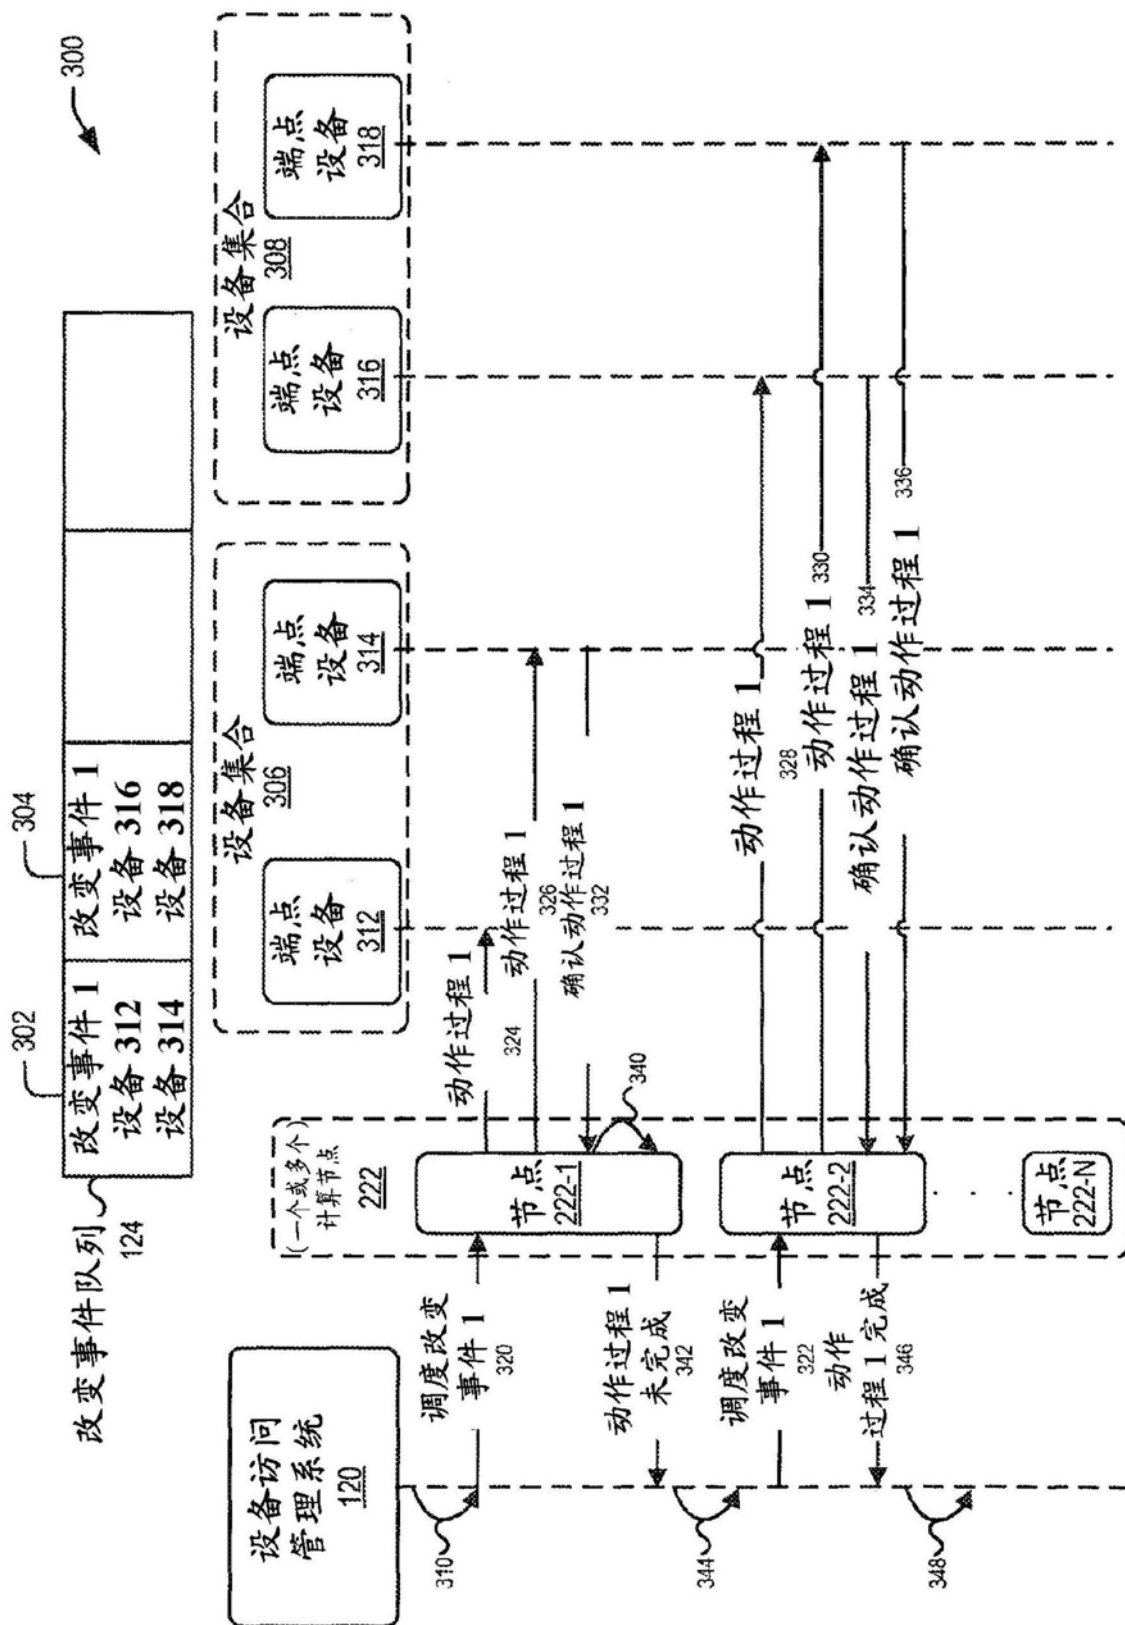 300
302
304
改变事件队列
124
改变事件 1
设备 312
设备 314
改变事件 1
设备 316
设备 318
设备访问
管理系统
120
(一个或多个)
计算节点
222
设备集合
306
端点
设备
312
端点
设备
314
设备集合
308
端点
设备
316
端点
设备
318
310
调度改变
事件 1
320
节点
222-1
动作过程 1
324
动作过程 1
326
确认动作过程 1
332
340
动作过程 1
未完成
342
344
调度改变
事件 1
322
节点
222-2
动作过程 1
328
动作过程 1
330
确认动作过程 1
334
确认动作过程 1
336
动作
过程 1 完成
346
348
节点
222-N